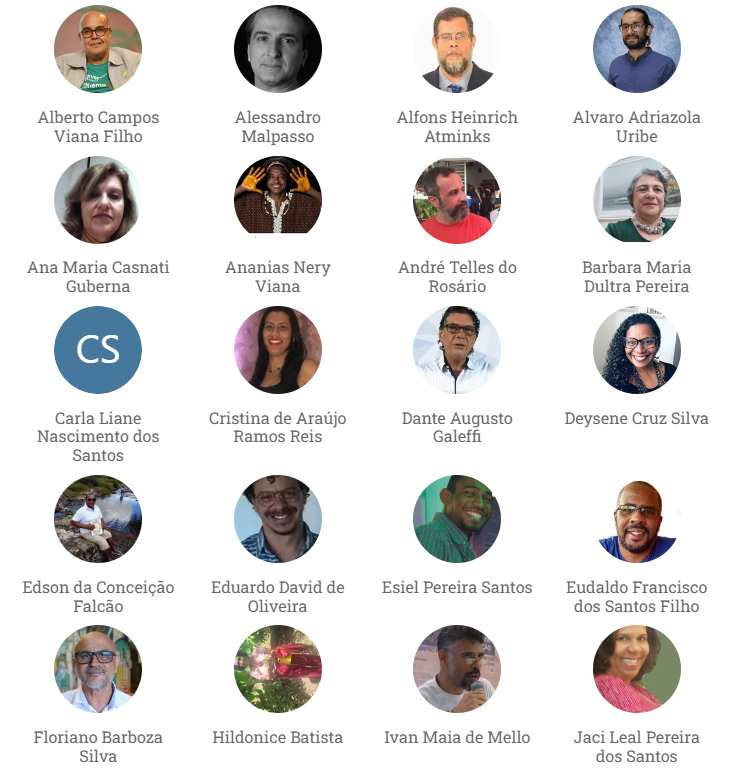 Alberto Campos
Viana Filho
Alessandro
Malpasso
Alfons Heinrich
Atminks
Alvaro Adriazola
Uribe
Ana Maria Casnati
Guberna
Ananias Nery
Viana
André Telles do
Rosário
Barbara Maria
Dultra Pereira
CS
Carla Liane
Nascimento dos
Santos
Cristina de Araújo
Ramos Reis
Dante Augusto
Galeffi
Deysene Cruz Silva
Edson da Conceição
Falcão
Eduardo David de
Oliveira
Esiel Pereira Santos
Eudaldo Francisco
dos Santos Filho
Floriano Barboza
Silva
Hildonice Batista
Ivan Maia de Mello
Jaci Leal Pereira
dos Santos